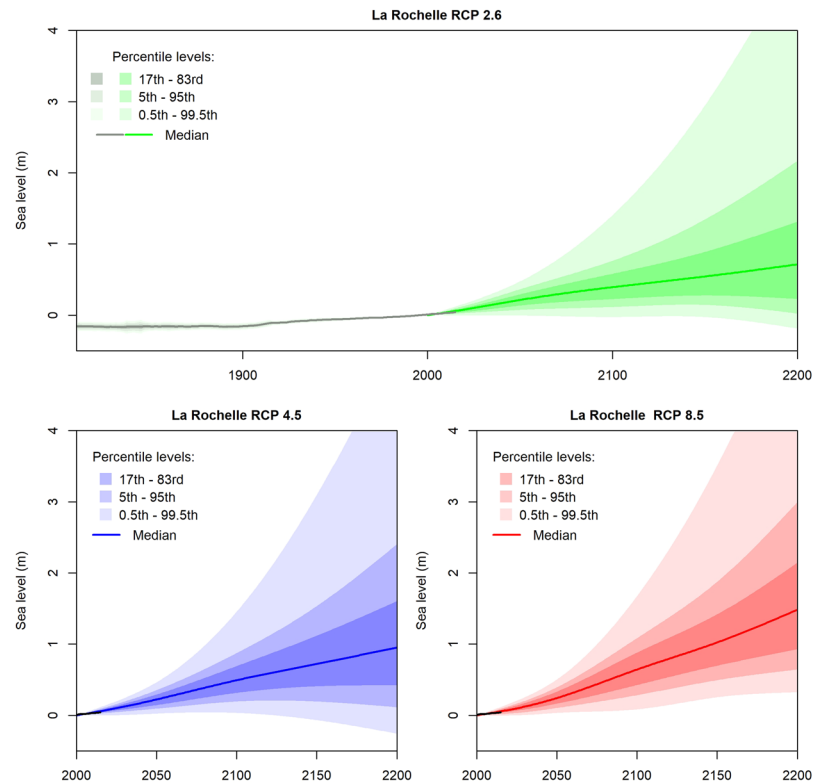 La Rochelle RCP 2.6
Percentile levels:
17th - 83rd
5th - 95th
0.5th - 99.5th
Median
Sea level (m)
4
3
2
1
0
1900 2000 2100 2200
La Rochelle RCP 4.5
Percentile levels:
17th - 83rd
5th - 95th
0.5th - 99.5th
Median
Sea level (m)
4
3
2
1
0
2000 2050 2100 2150 2200
La Rochelle  RCP 8.5
Percentile levels:
17th - 83rd
5th - 95th
0.5th - 99.5th
Median
Sea level (m)
4
3
2
1
0
2000 2050 2100 2150 2200